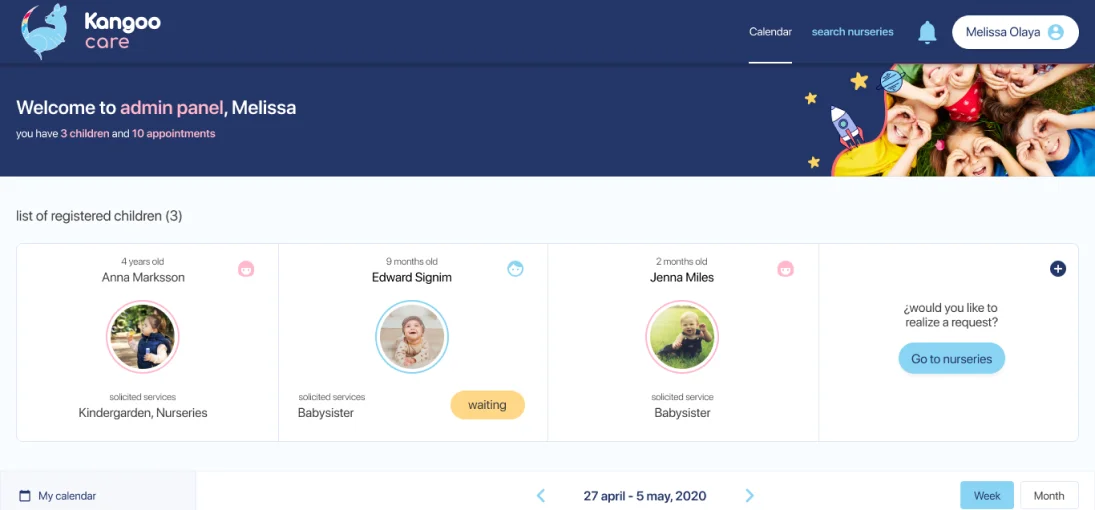 Kangoo
care
Calendar
search nurseries
Melissa Olaya
Welcome to admin panel, Melissa
you have 3 children and 10 appointments
list of registered children (3)
4 years old
Anna Marksson
solicited services
Kindergarden, Nurseries
9 months old
Edward Signim
solicited services
Babysister
waiting
2 months old
Jenna Miles
solicited service
Babysister
¿would you like to
realize a request?
Go to nurseries
My calendar
27 april - 5 may, 2020
Week
Month